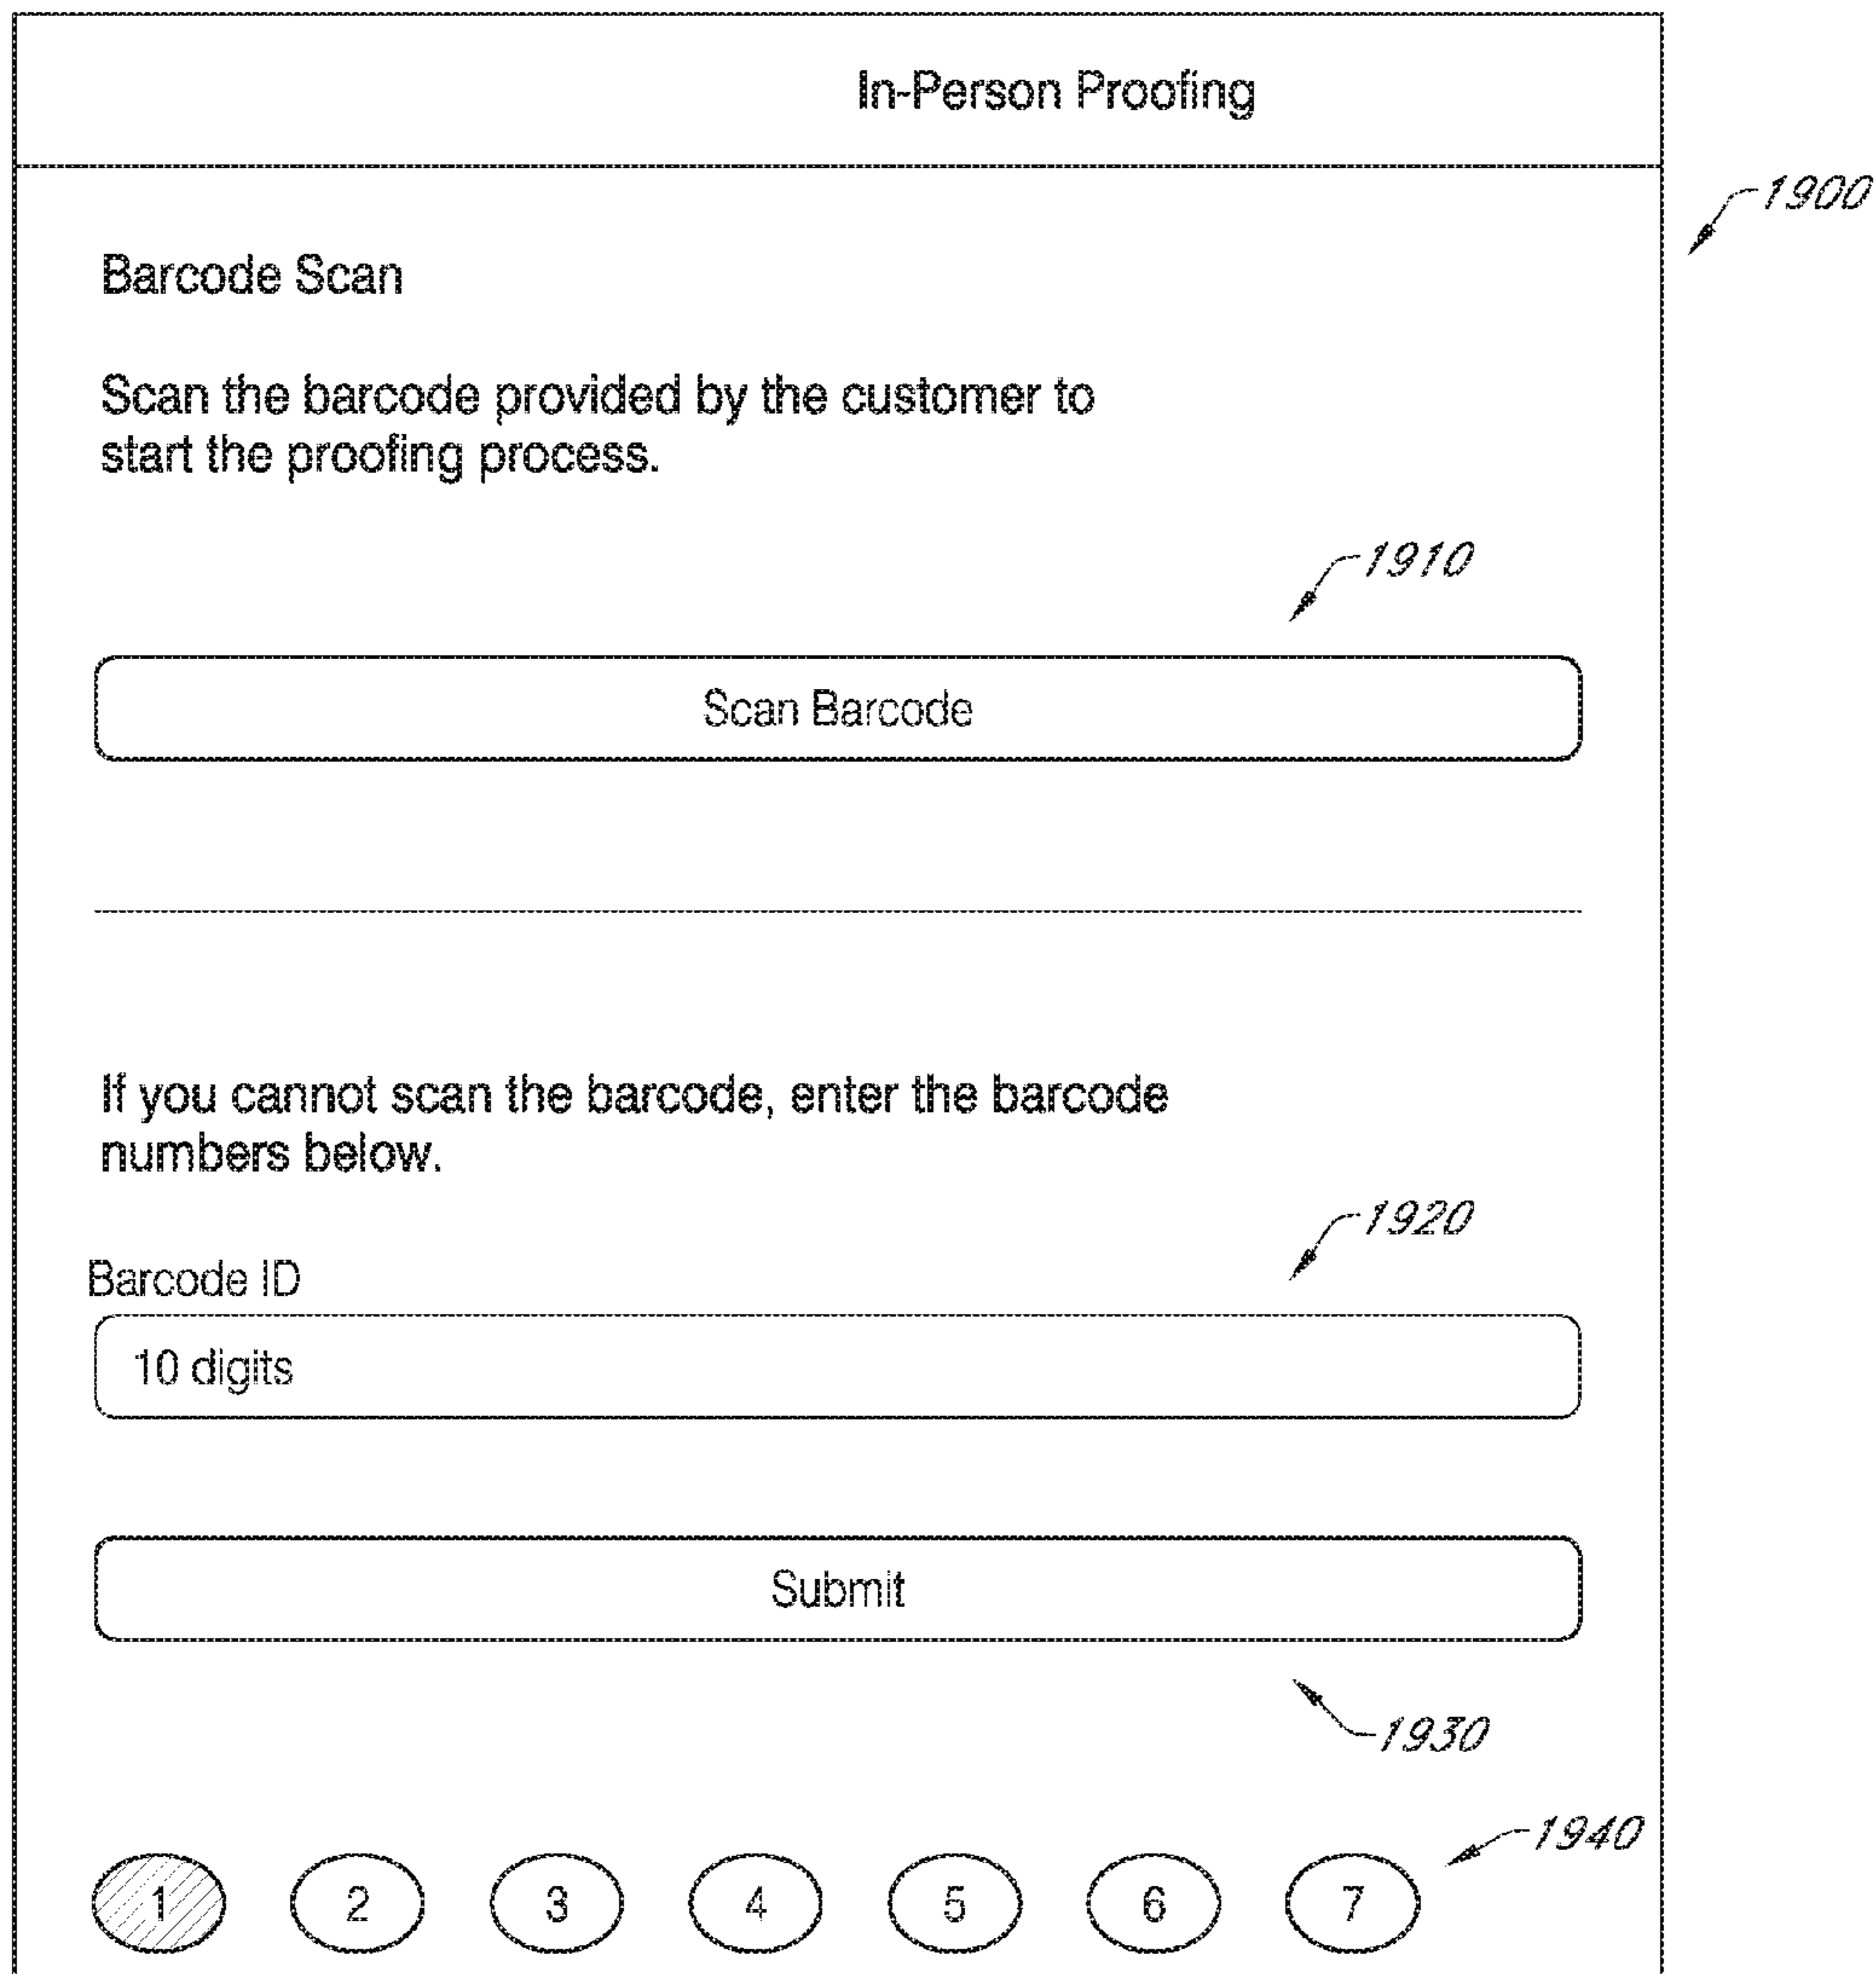 In-Person Proofing
1900
Barcode Scan
Scan the barcode provided by the customer to
start the proofing process.
1910
Scan Barcode
If you cannot scan the barcode, enter the barcode
numbers below.
1920
Barcode ID
10 digits
Submit
1930
1940
1 2 3 4 5 6 7